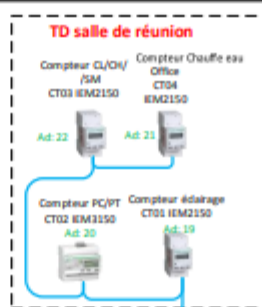 TD salle de réunion
Compteur CL/CH/
/SM
CT03 IEM2150
Compteur Chauffe eau
Office
CT04
IEM2150
Ad: 22
Ad: 21
Compteur PC/PT
CT02 IEM3150
Ad: 20
Compteur éclairage
CT01 IEM2150
Ad: 19